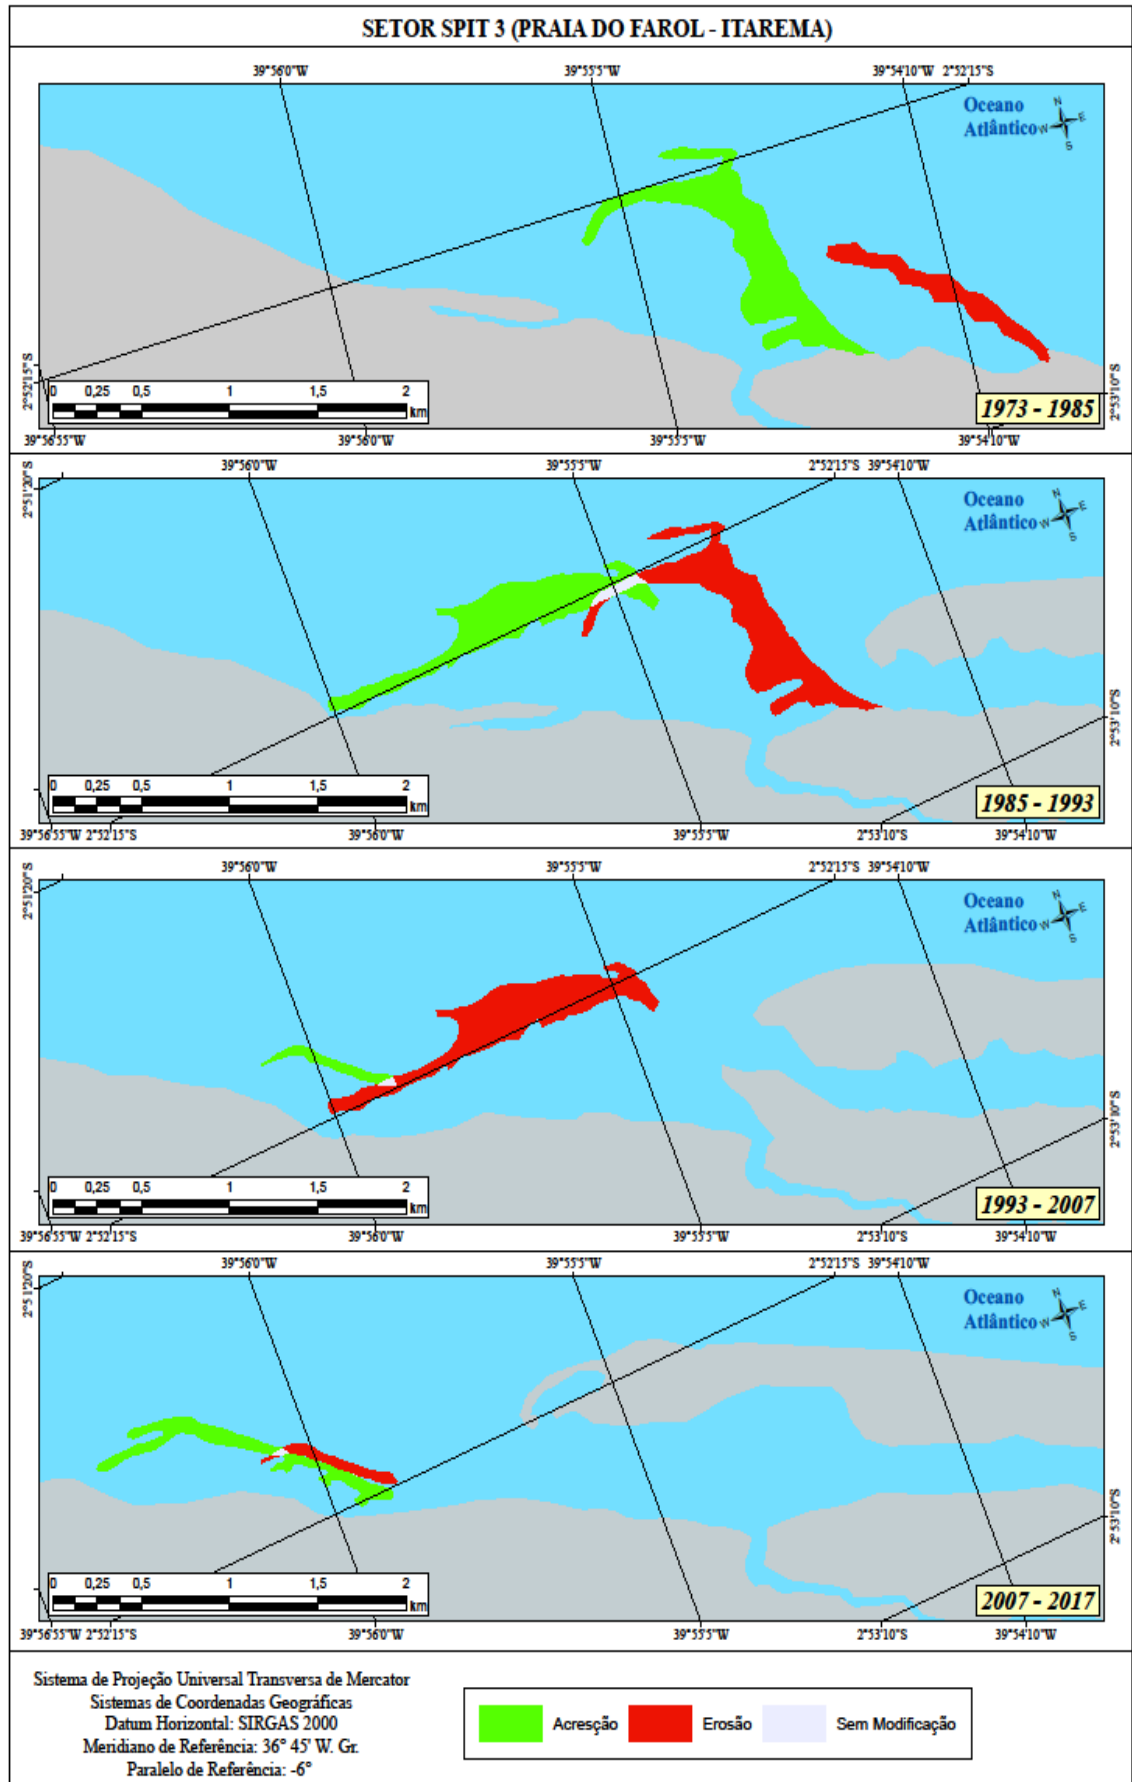 SETOR SPIT 3 (PRAIA DO FAROL - ITAREMA)
39°56'0"W 39°55'5"W 39°54'10"W 2°52'15"S
Oceano
Atlântico
N
W E
S
2°52'15"S
2°53'10"S
0 0,25 0,5 1 1,5 2
km
1973 - 1985
39°56'55"W 39°56'0"W 39°55'5"W 39°54'10"W
39°56'0"W 39°55'5"W 2°52'15"S 39°54'10"W
2°51'20"S
Oceano
Atlântico
N
W E
S
2°53'10"S
0 0,25 0,5 1 1,5 2
km
1985 - 1993
39°56'55"W 2°52'15"S 39°56'0"W 39°55'5"W 2°53'10"S 39°54'10"W
39°56'0"W 39°55'5"W 2°52'15"S 39°54'10"W
2°51'20"S
Oceano
Atlântico
N
W E
S
2°53'10"S
0 0,25 0,5 1 1,5 2
km
1993 - 2007
39°56'55"W 2°52'15"S 39°56'0"W 39°55'5"W 2°53'10"S 39°54'10"W
39°56'0"W 39°55'5"W 2°52'15"S 39°54'10"W
2°51'20"S
Oceano
Atlântico
N
W E
S
2°53'10"S
0 0,25 0,5 1 1,5 2
km
2007 - 2017
39°56'55"W 2°52'15"S 39°56'0"W 39°55'5"W 2°53'10"S 39°54'10"W
Sistema de Projeção Universal Transversa de Mercator
Sistemas de Coordenadas Geográficas
Datum Horizontal: SIRGAS 2000
Meridiano de Referência: 36° 45' W. Gr.
Paralelo de Referência: -6°
Acresção Erosão Sem Modificação